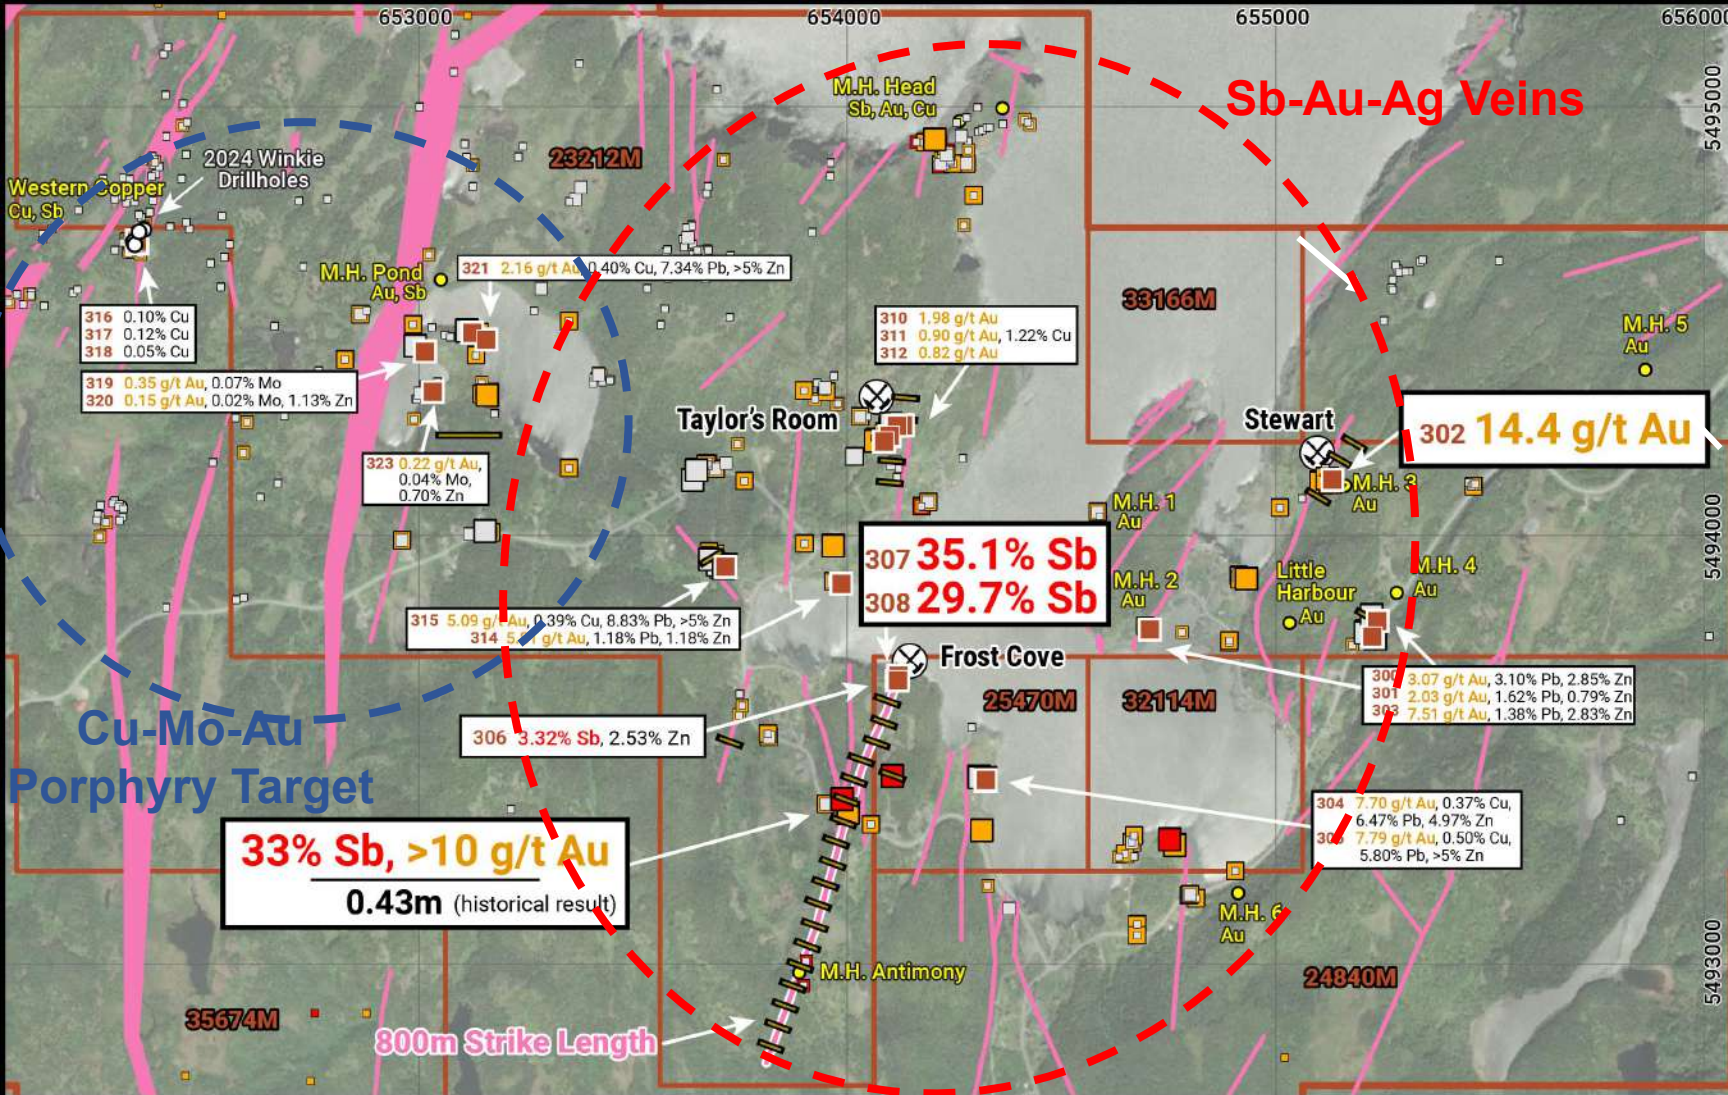 653000
654000
655000
656000
5495000
5494000
5493000
Sb-Au-Ag Veins
M.H. Head
Sb, Au, Cu
23212M
2024 Winkie
Drillholes
Western Copper
Cu, Sb
M.H. Pond
Au, Sb
321 2.16 g/t Au, 0.40% Cu, 7.34% Pb, >5% Zn
33166M
316 0.10% Cu
317 0.12% Cu
318 0.05% Cu
310 1.98 g/t Au
311 0.90 g/t Au, 1.22% Cu
312 0.82 g/t Au
M.H. 5
Au
319 0.35 g/t Au, 0.07% Mo
320 0.15 g/t Au, 0.02% Mo, 1.13% Zn
Taylor's Room
Stewart
302 14.4 g/t Au
323 0.22 g/t Au,
0.04% Mo,
0.70% Zn
M.H. 3
Au
M.H. 1
Au
307 35.1% Sb
308 29.7% Sb
M.H. 2
Au
Little
Harbour
Au
M.H. 4
Au
315 5.09 g/t Au, 0.39% Cu, 8.83% Pb, >5% Zn
314 g/t Au, 1.18% Pb, 1.18% Zn
Frost Cove
25470M
32114M
300 3.07 g/t Au, 3.10% Pb, 2.85% Zn
301 2.03 g/t Au, 1.62% Pb, 0.79% Zn
303 7.51 g/t Au, 1.38% Pb, 2.83% Zn
Cu-Mo-Au
Porphyry Target
306 3.32% Sb, 2.53% Zn
304 7.70 g/t Au, 0.37% Cu,
6.47% Pb, 4.97% Zn
7.79 g/t Au, 0.50% Cu,
5.80% Pb, >5% Zn
33% Sb, >10 g/t Au
0.43m (historical result)
M.H. 6
Au
M.H. Antimony
24840M
35674M
800m Strike Length